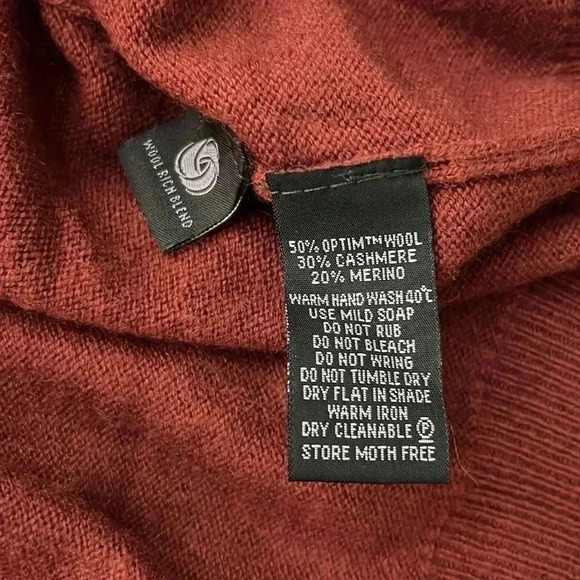 WOOL RICH BLEND
50% OPTIM™ WOOL
30% CASHMERE
20% MERINO
WARM HAND WASH 40°C
USE MILD SOAP
DO NOT RUB
DO NOT BLEACH
DO NOT WRING
DO NOT TUMBLE DRY
DRY FLAT IN SHADE
WARM IRON
DRY CLEANABLE Ⓟ
STORE MOTH FREE